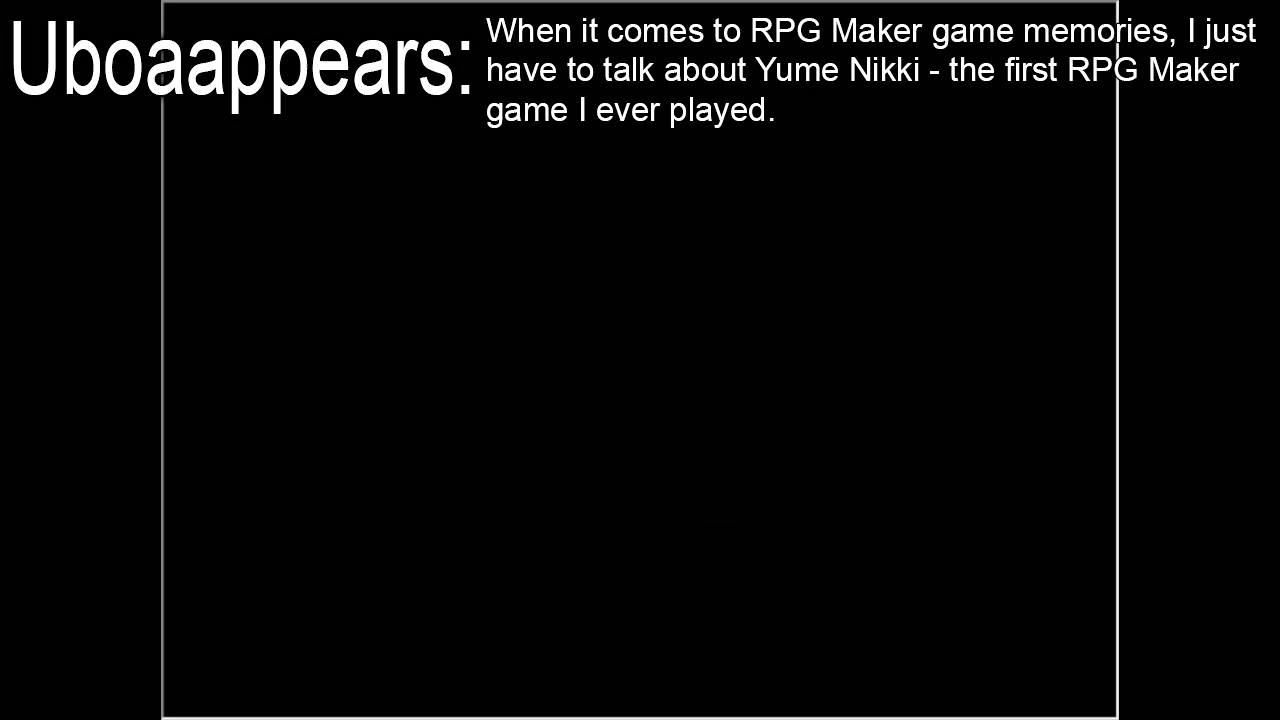 Uboaappears:
When it comes to RPG Maker game memories, I just
have to talk about Yume Nikki - the first RPG Maker
game I ever played.